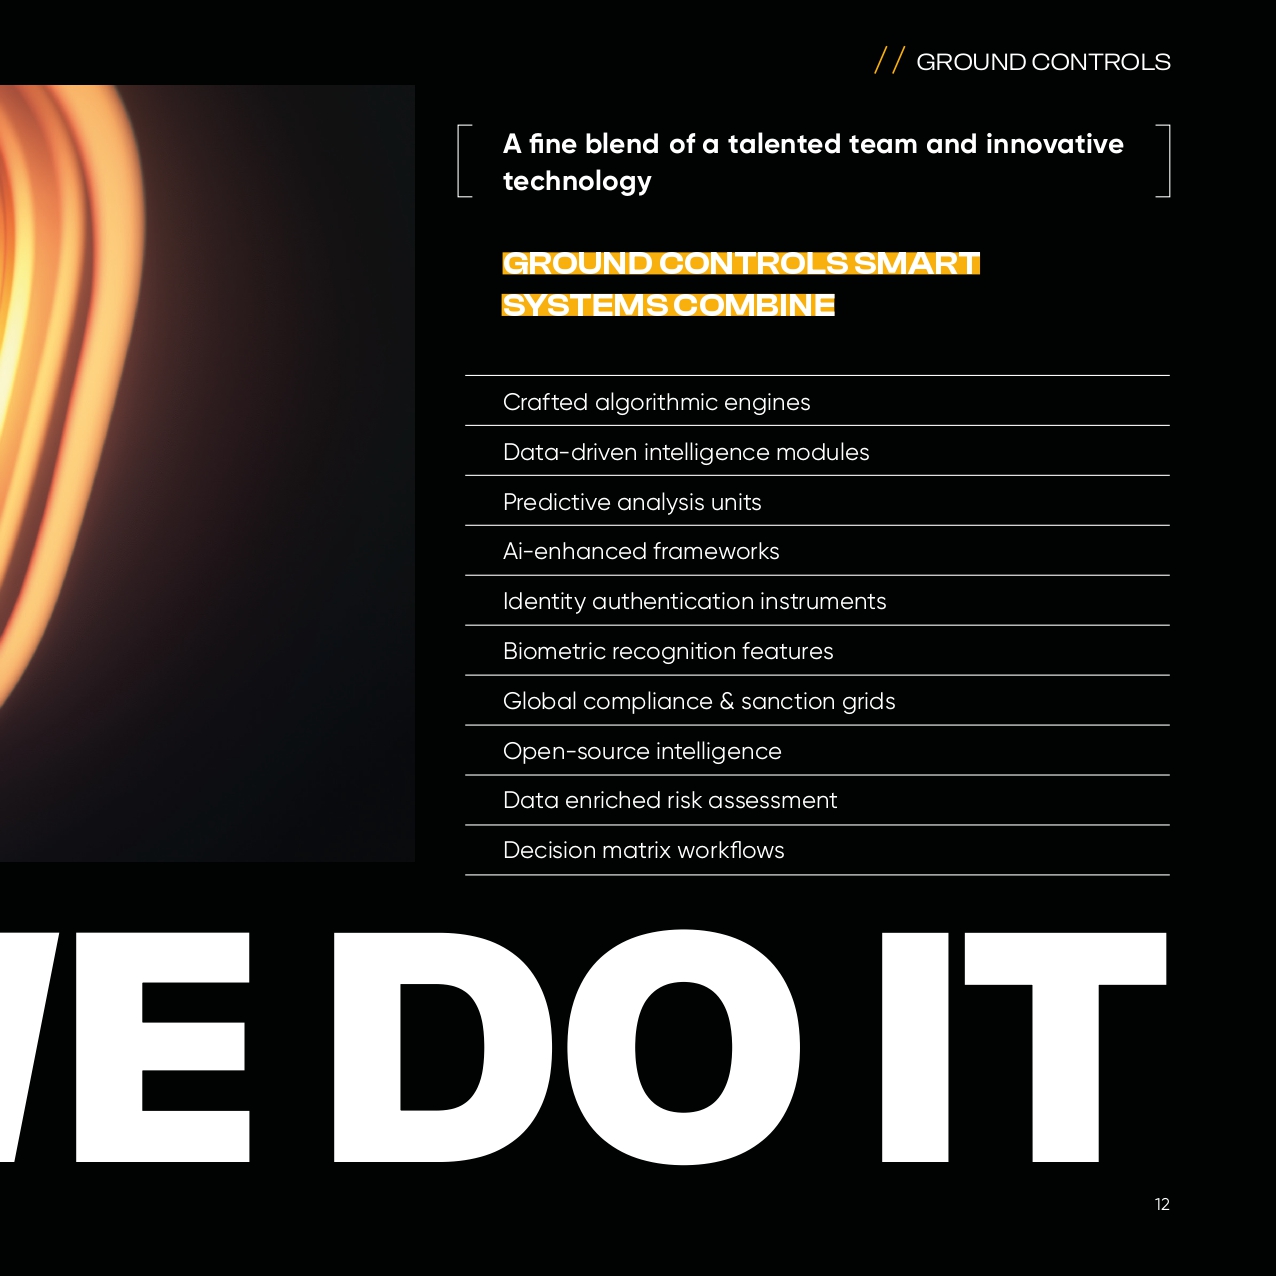 // GROUND CONTROLS
A fine blend of a talented team and innovative
technology
GROUND CONTROLS SMART
SYSTEMS COMBINE
Crafted algorithmic engines
Data-driven intelligence modules
Predictive analysis units
Ai-enhanced frameworks
Identity authentication instruments
Biometric recognition features
Global compliance & sanction grids
Open-source intelligence
Data enriched risk assessment
Decision matrix workflows
WE DO IT
12